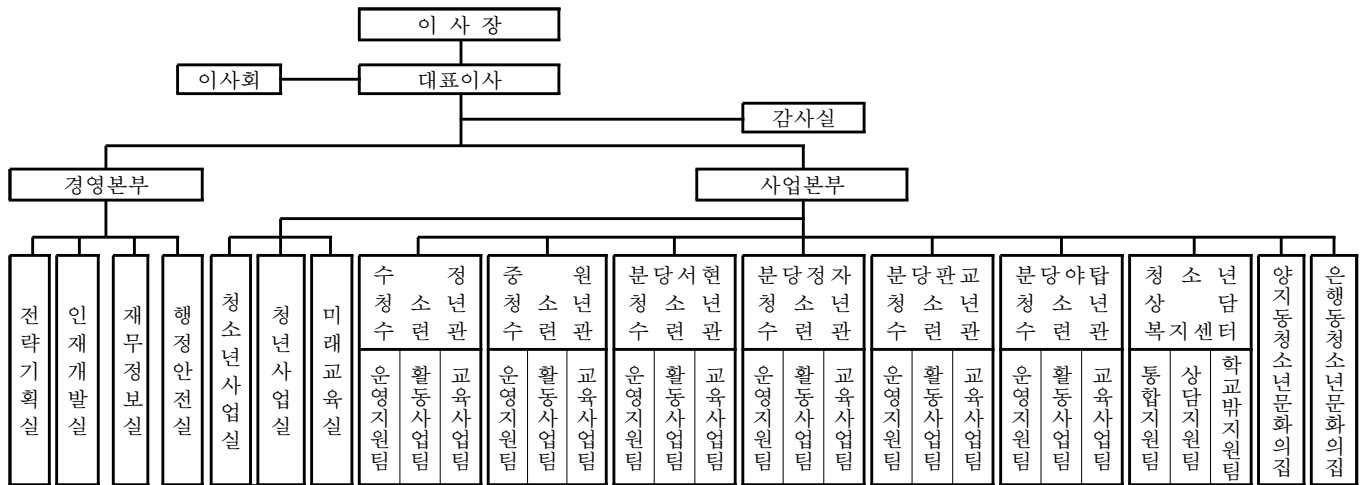 이 사 장
이사회
대표이사
감사실
경영본부
사업본부
전략기획실
인재개발실
재무정보실
행정안전실
청소년사업실
청년사업실
미래교육실
수 정
청 소 년
수 련 관
운영지원팀
활동사업팀
교육사업팀
중 원
청 소 년
수 련 관
운영지원팀
활동사업팀
교육사업팀
분당서현
청 소 년
수 련 관
운영지원팀
활동사업팀
교육사업팀
분당정자
청 소 년
수 련 관
운영지원팀
활동사업팀
교육사업팀
분당판교
청 소 년
수 련 관
운영지원팀
활동사업팀
교육사업팀
분당야탑
청 소 년
수 련 관
운영지원팀
활동사업팀
교육사업팀
청 소 년
상 담
복지센터
통합지원팀
상담지원팀
학교밖지원팀
양지동청소년문화의집
은행동청소년문화의집